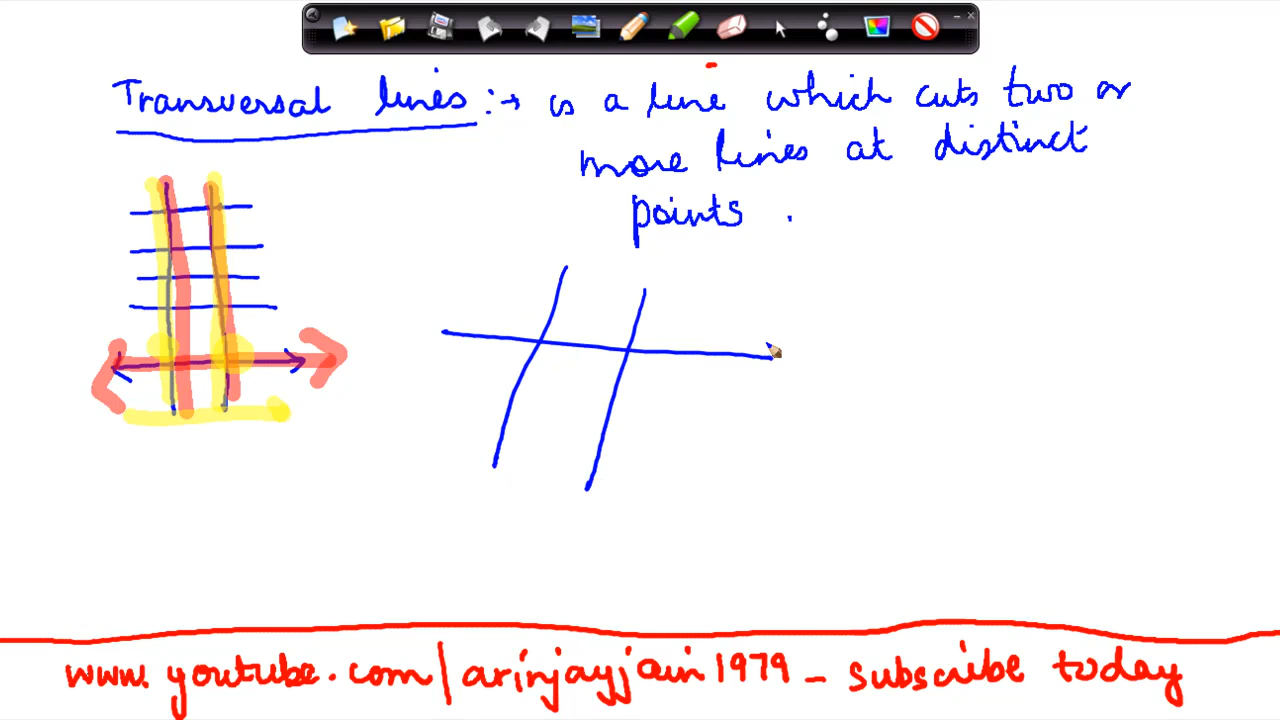 Transversal lines :→ is a line which cuts two or
more lines at distinct
points .
www.youtube.com/arinjayjain1979 - subscribe today